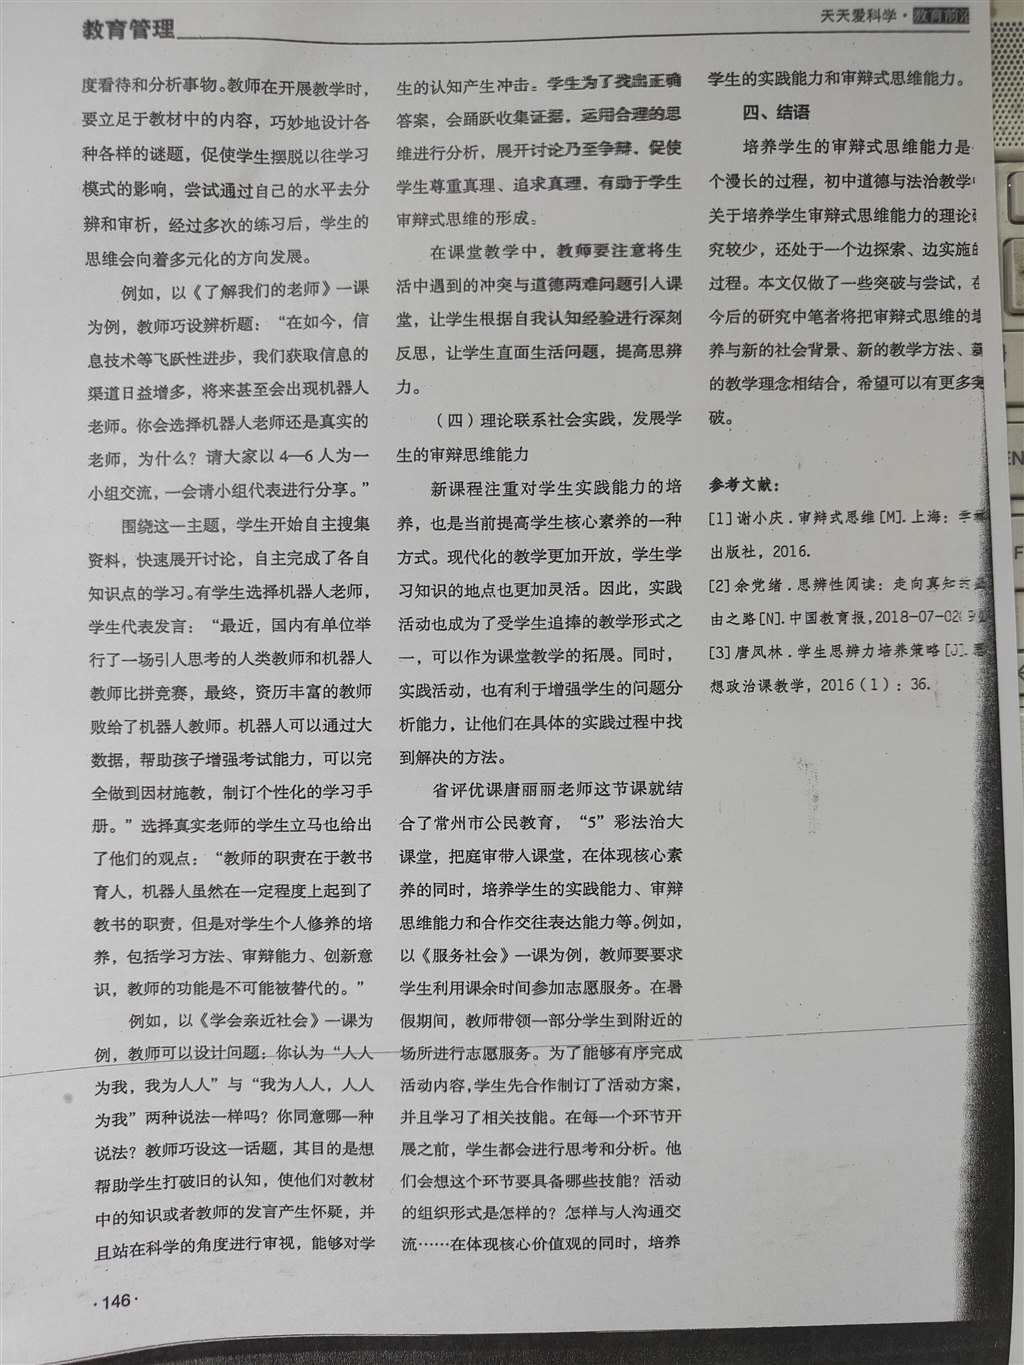 教育管理
天天爱科学·教育前沿
度看待和分析事物。教师在开展教学时，
要立足于教材中的内容，巧妙地设计各
种各样的谜题，促使学生摆脱以往学习
模式的影响，尝试通过自己的水平去分
辨和审析，经过多次的练习后，学生的
思维会向着多元化的方向发展。
例如，以《了解我们的老师》一课
为例，教师巧设辨析题：“在如今，信
息技术等飞跃性进步，我们获取信息的
渠道日益增多，将来甚至会出现机器人
老师。你会选择机器人老师还是真实的
老师，为什么？请大家以 4—6 人为一
小组交流，一会请小组代表进行分享。”
围绕这一主题，学生开始自主搜集
资料，快速展开讨论，自主完成了各自
知识点的学习。有学生选择机器人老师，
学生代表发言：“最近，国内有单位举
行了一场引人思考的人类教师和机器人
教师比拼竞赛，最终，资历丰富的教师
败给了机器人教师。机器人可以通过大
数据，帮助孩子增强考试能力，可以完
全做到因材施教，制订个性化的学习手
册。”选择真实老师的学生立马也给出
了他们的观点：“教师的职责在于教书
育人，机器人虽然在一定程度上起到了
教书的职责，但是对学生个人修养的培
养，包括学习方法、审辩能力、创新意
识，教师的功能是不可能被替代的。”
例如，以《学会亲近社会》一课为
例，教师可以设计问题：你认为“人人
为我，我为人人”与“我为人人，人人
为我”两种说法一样吗？你同意哪一种
说法？教师巧设这一话题，其目的是想
帮助学生打破旧的认知，使他们对教材
中的知识或者教师的发言产生怀疑，并
且站在科学的角度进行审视，能够对学
·146·
生的认知产生冲击。学生为了找出正确
答案，会踊跃收集证据，运用合理的思
维进行分析，展开讨论乃至争辩，促使
学生尊重真理、追求真理，有助于学生
审辩式思维的形成。
在课堂教学中，教师要注意将生
活中遇到的冲突与道德两难问题引入课
堂，让学生根据自我认知经验进行深刻
反思，让学生直面生活问题，提高思辨
力。
（四）理论联系社会实践，发展学
生的审辩思维能力
新课程注重对学生实践能力的培
养，也是当前提高学生核心素养的一种
方式。现代化的教学更加开放，学生学
习知识的地点也更加灵活。因此，实践
活动也成为了受学生追捧的教学形式之
一，可以作为课堂教学的拓展。同时，
实践活动，也有利于增强学生的问题分
析能力，让他们在具体的实践过程中找
到解决的方法。
省评优课唐丽丽老师这节课就结
合了常州市公民教育，“5”彩法治大
课堂，把庭审带入课堂，在体现核心素
养的同时，培养学生的实践能力、审辩
思维能力和合作交往表达能力等。例如，
以《服务社会》一课为例，教师要要求
学生利用课余时间参加志愿服务。在暑
假期间，教师带领一部分学生到附近的
场所进行志愿服务。为了能够有序完成
活动内容，学生先合作制订了活动方案，
并且学习了相关技能。在每一个环节开
展之前，学生都会进行思考和分析。他
们会想这个环节要具备哪些技能？活动
的组织形式是怎样的？怎样与人沟通交
流……在体现核心价值观的同时，培养
学生的实践能力和审辩式思维能力。
四、结语
培养学生的审辩式思维能力是
个漫长的过程，初中道德与法治教学
关于培养学生审辩式思维能力的理论研
究较少，还处于一个边探索、边实施的
过程。本文仅做了一些突破与尝试，在
今后的研究中笔者将把审辩式思维的培
养与新的社会背景、新的教学方法、新
的教学理念相结合，希望可以有更多突
破。
参考文献：
[1]谢小庆.审辩式思维[M].上海：学林
出版社，2016.
[2]余党绪.思辨性阅读：走向真知
由之路[N].中国教育报,2018-07-02
[3]唐凤林.学生思辨力培养策略[J].思
想政治课教学，2016（1）：36.